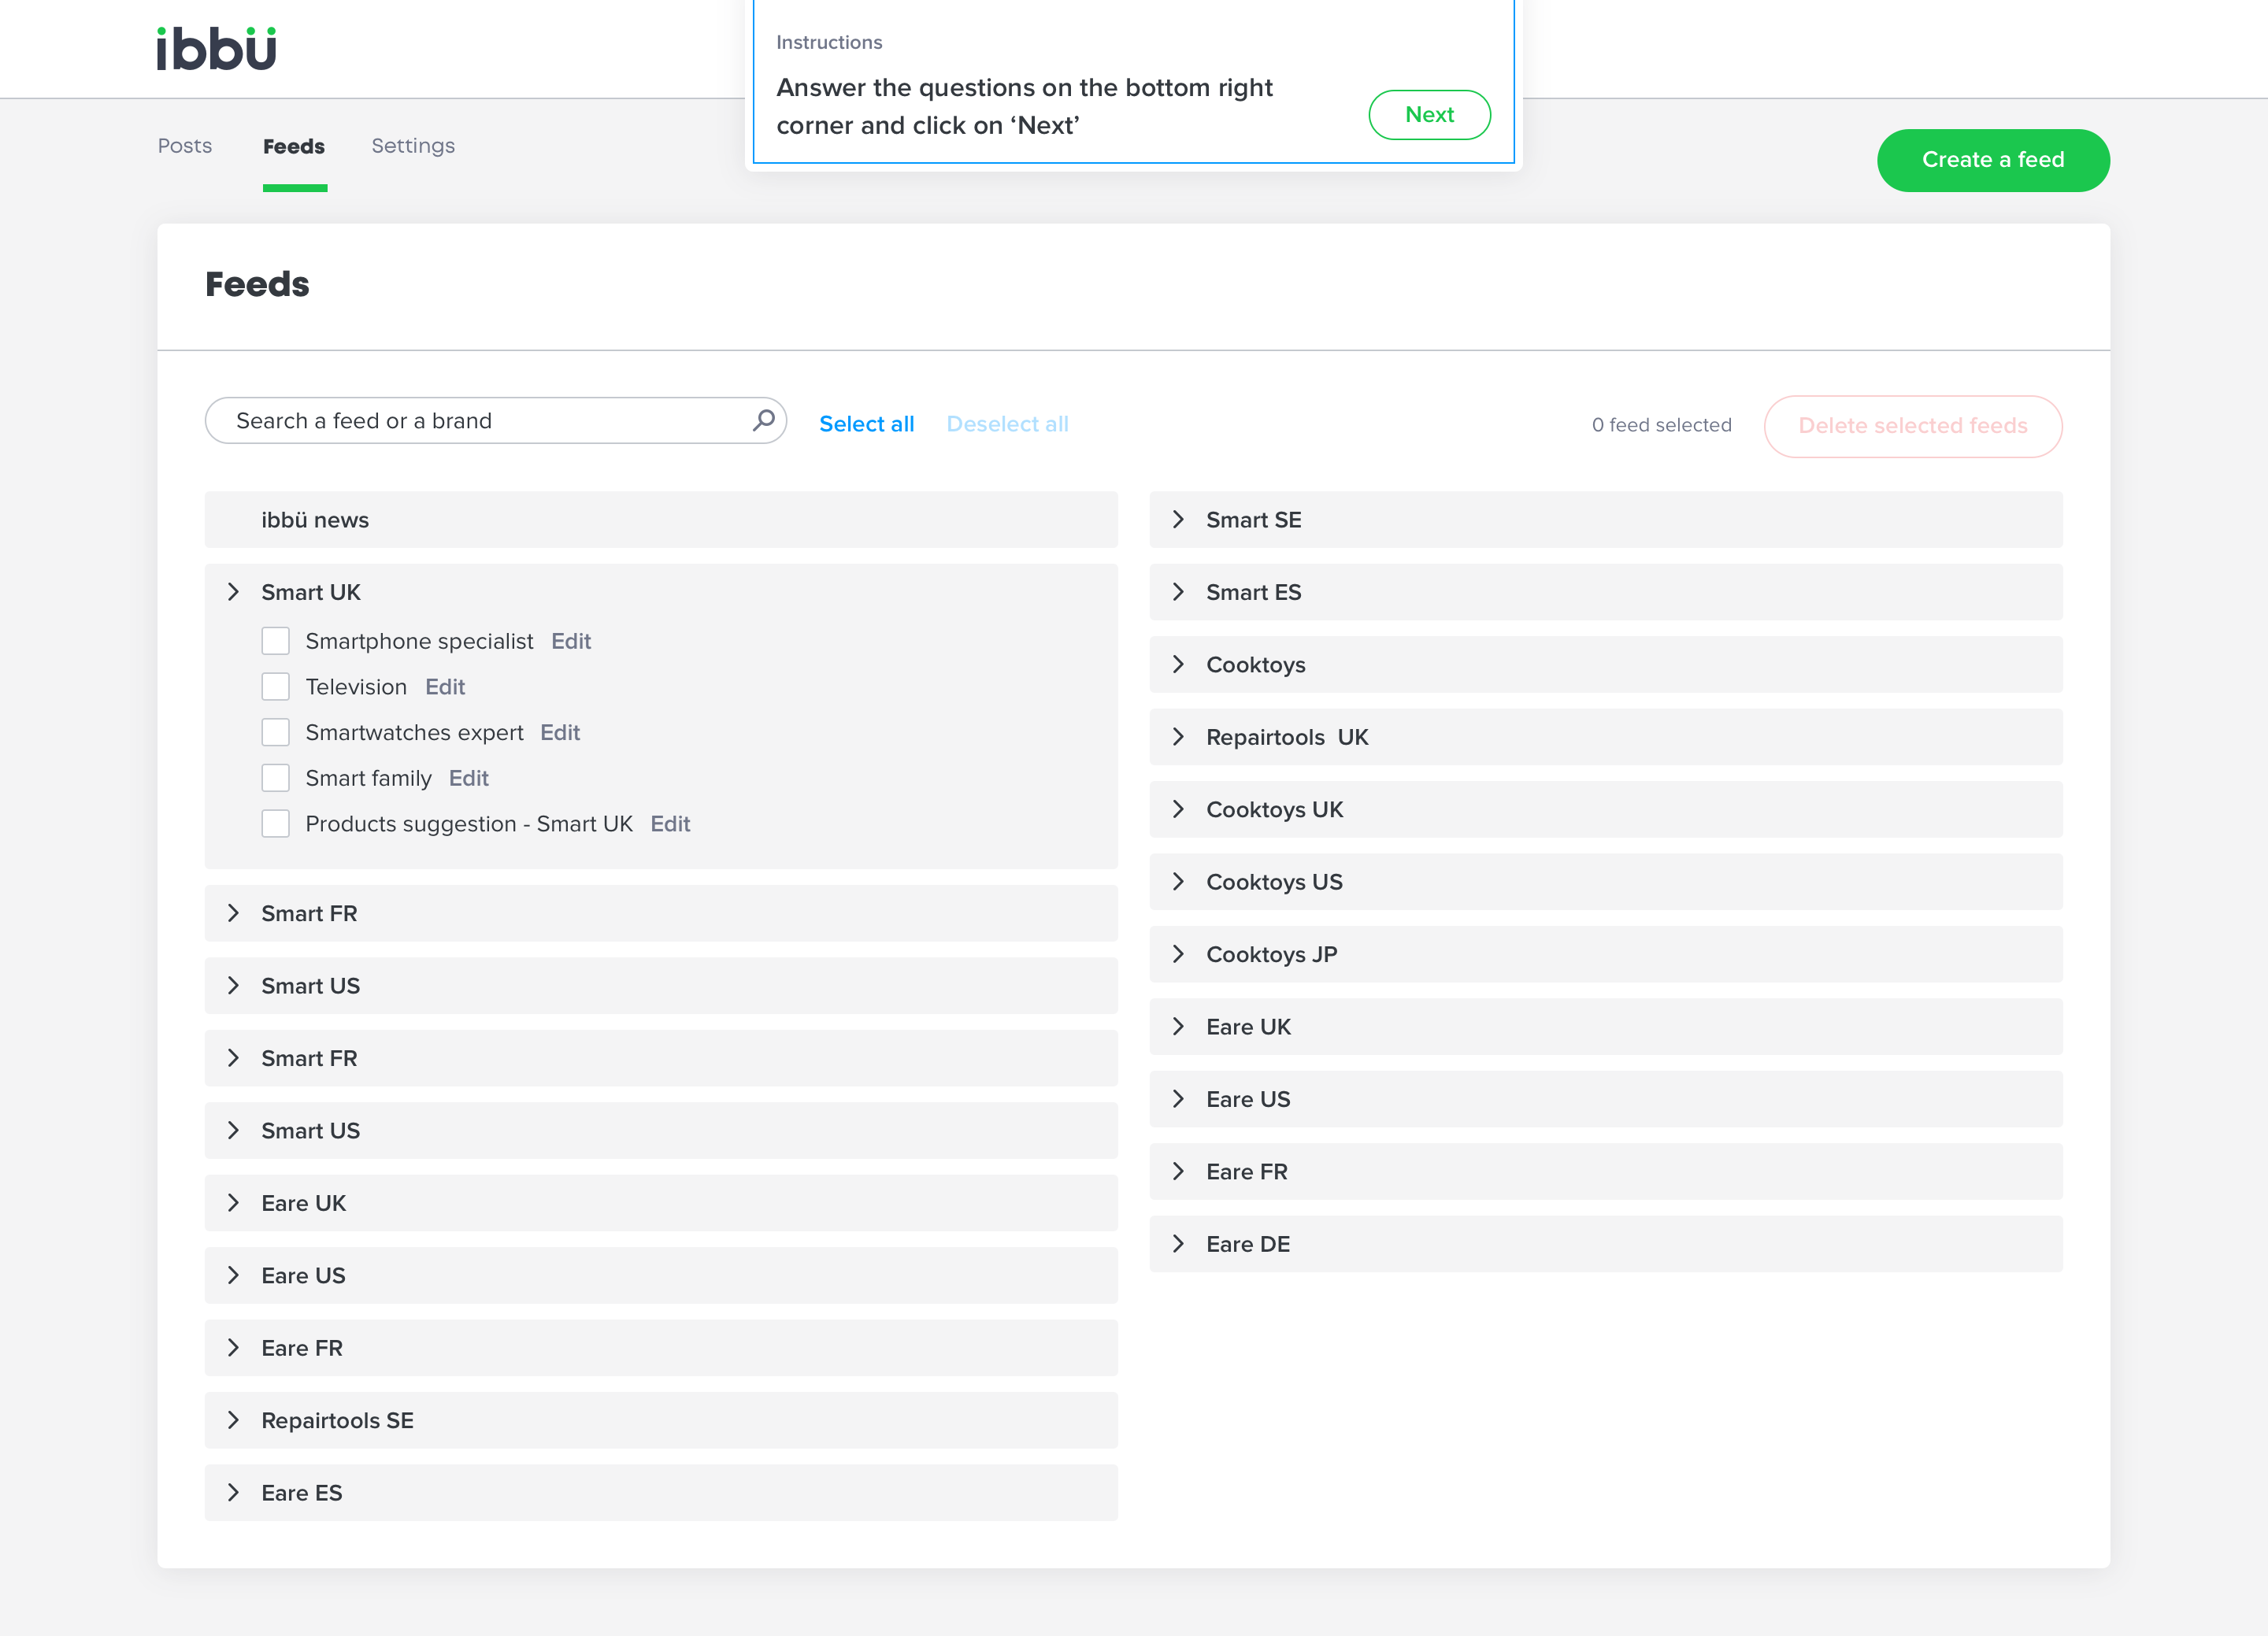 ibbü
Instructions
Answer the questions on the bottom right
corner and click on ‘Next’
Next
Posts
Feeds
Settings
Create a feed
Feeds
Search a feed or a brand
Select all
Deselect all
0 feed selected
Delete selected feeds
ibbü news
Smart UK
Smartphone specialist Edit
Television Edit
Smartwatches expert Edit
Smart family Edit
Products suggestion - Smart UK Edit
Smart FR
Smart US
Smart FR
Smart US
Eare UK
Eare US
Eare FR
Repairtools SE
Eare ES
Smart SE
Smart ES
Cooktoys
Repairtools  UK
Cooktoys UK
Cooktoys US
Cooktoys JP
Eare UK
Eare US
Eare FR
Eare DE